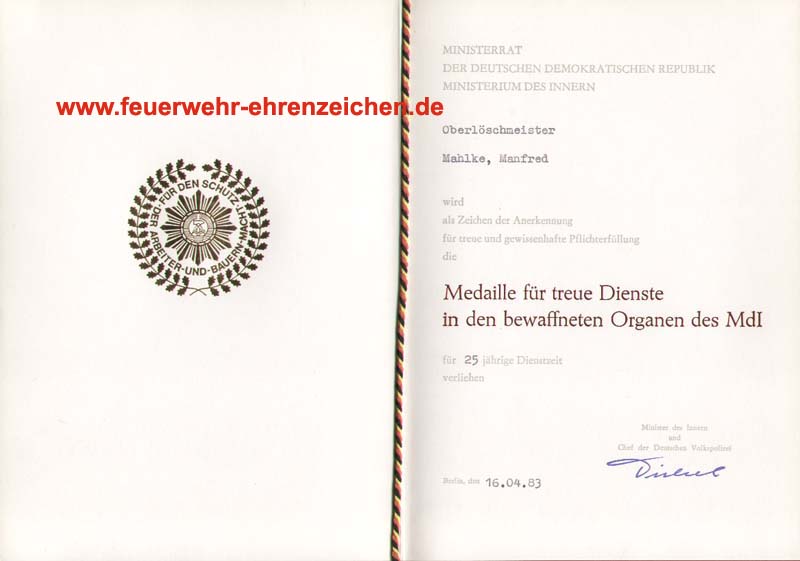 www.feuerwehr-ehrenzeichen.de
FÜR DEN SCHUTZ
DER ARBEITER-UND-BAUERN-MACHT
MINISTERRAT
DER DEUTSCHEN DEMOKRATISCHEN REPUBLIK
MINISTERIUM DES INNERN
Oberlöschmeister
Mahlke, Manfred
wird
als Zeichen der Anerkennung
für treue und gewissenhafte Pflichterfüllung
die
Medaille für treue Dienste
in den bewaffneten Organen des MdI
für 25 jährige Dienstzeit
verliehen
Minister des Innern
und
Chef der Deutschen Volkspolizei
Berlin, den 16.04.83